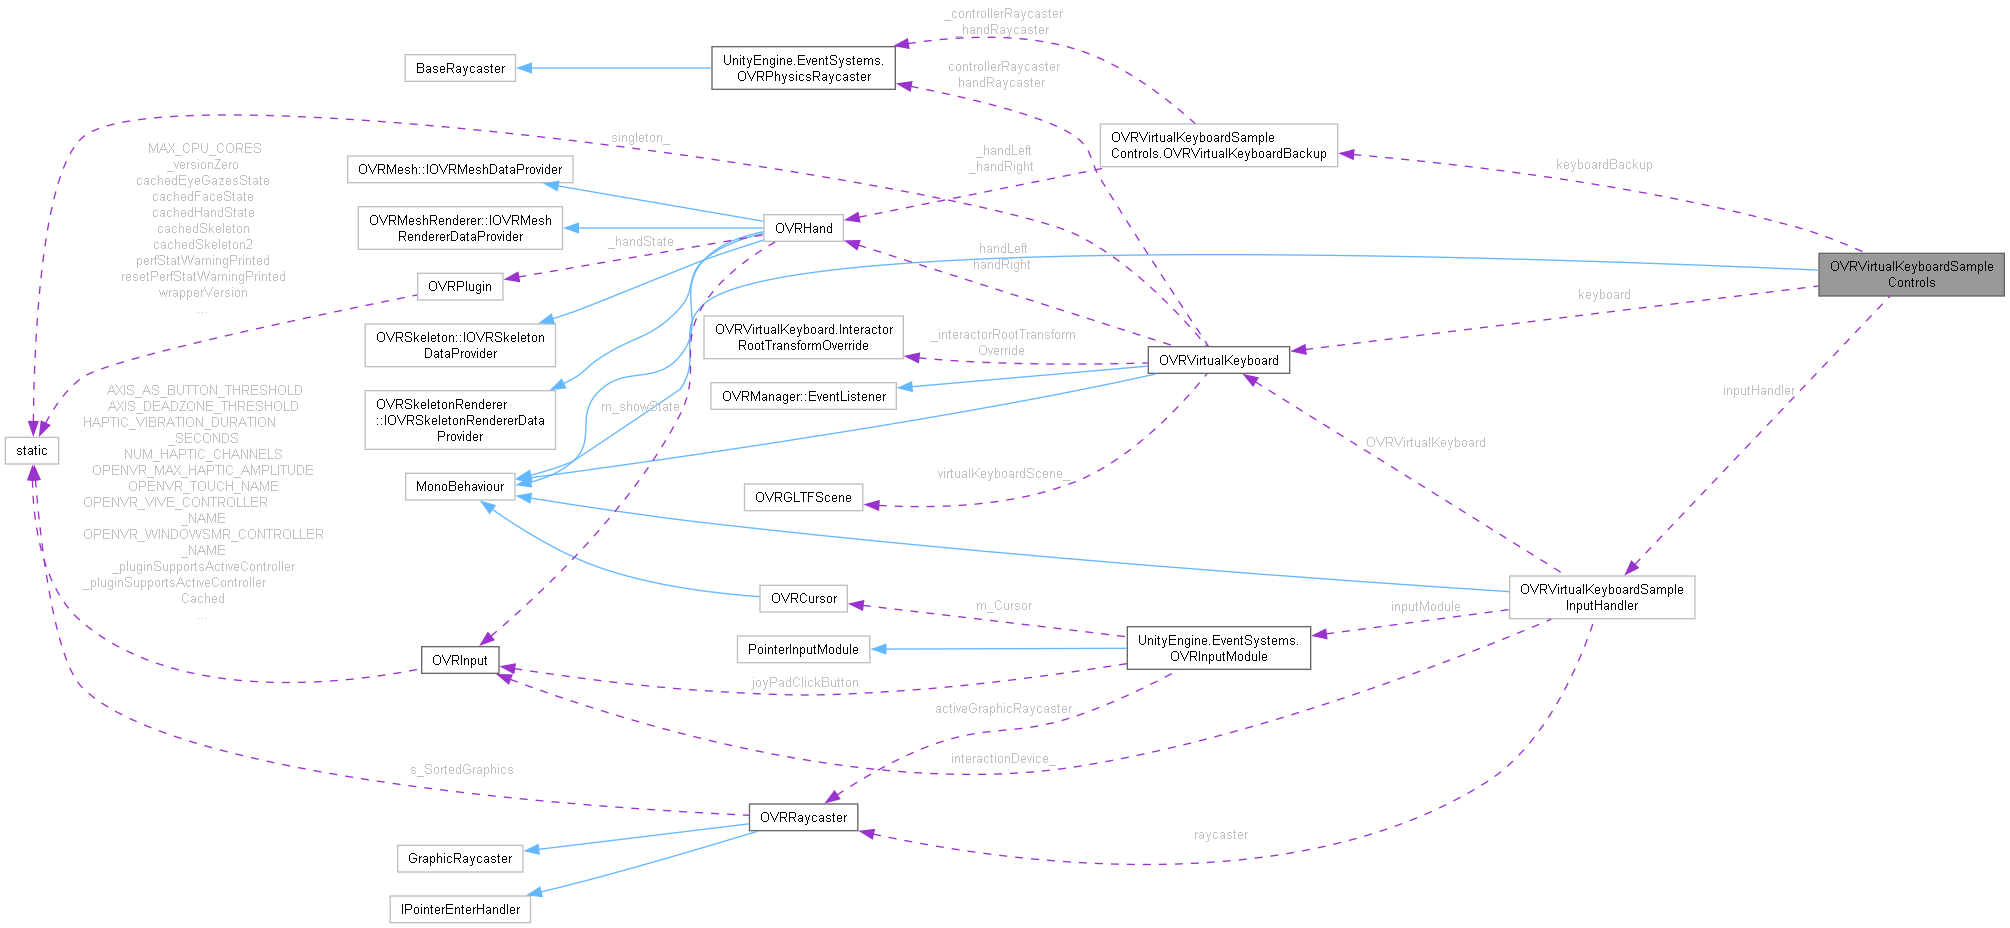 _controllerRaycaster
_handRaycaster
BaseRaycaster
UnityEngine.EventSystems.
OVRPhysicsRaycaster
controllerRaycaster
handRaycaster
singleton_
OVRVirtualKeyboardSample
Controls.OVRVirtualKeyboardBackup
keyboardBackup
_handLeft
_handRight
MAX_CPU_CORES
_versionZero
cachedEyeGazesState
cachedFaceState
cachedHandState
cachedSkeleton
cachedSkeleton2
perfStatWarningPrinted
resetPerfStatWarningPrinted
wrapperVersion
...
OVRMesh::IOVRMeshDataProvider
OVRMeshRenderer::IOVRMesh
RendererDataProvider
OVRHand
_handState
handLeft
handRight
OVRVirtualKeyboardSample
Controls
OVRPlugin
keyboard
OVRSkeleton::IOVRSkeleton
DataProvider
OVRVirtualKeyboard.Interactor
RootTransformOverride
_interactorRootTransform
Override
OVRVirtualKeyboard
OVRManager::EventListener
inputHandler
AXIS_AS_BUTTON_THRESHOLD
AXIS_DEADZONE_THRESHOLD
HAPTIC_VIBRATION_DURATION
_SECONDS
NUM_HAPTIC_CHANNELS
OPENVR_MAX_HAPTIC_AMPLITUDE
OPENVR_TOUCH_NAME
OPENVR_VIVE_CONTROLLER
_NAME
OPENVR_WINDOWSMR_CONTROLLER
_NAME
_pluginSupportsActiveController
_pluginSupportsActiveController
Cached
...
OVRSkeletonRenderer
::IOVRSkeletonRendererData
Provider
m_showState
static
OVRVirtualKeyboard
MonoBehaviour
virtualKeyboardScene_
OVRGLTFScene
OVRCursor
m_Cursor
inputModule
OVRVirtualKeyboardSample
InputHandler
PointerInputModule
UnityEngine.EventSystems.
OVRInputModule
OVRInput
joyPadClickButton
activeGraphicRaycaster
interactionDevice_
s_SortedGraphics
OVRRaycaster
raycaster
GraphicRaycaster
IPointerEnterHandler